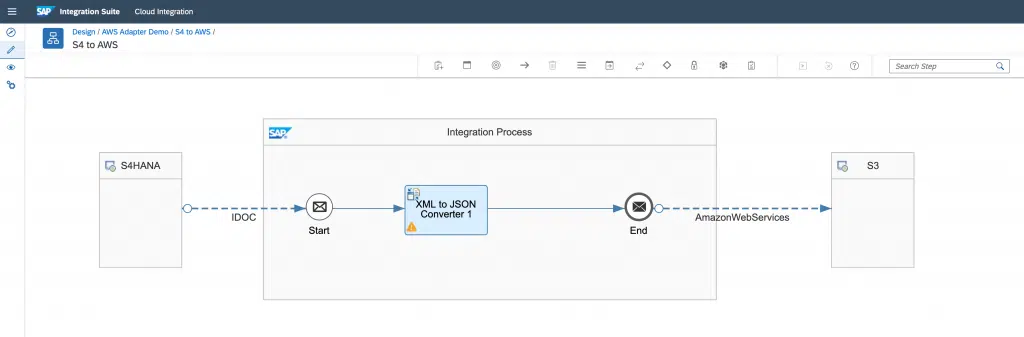 SAP Integration Suite Cloud Integration
Design / AWS Adapter Demo / S4 to AWS /
S4 to AWS
Search Step
SAP Integration Process
S4HANA
S3
XML to JSON
Converter 1
IDOC
AmazonWebServices
Start
End